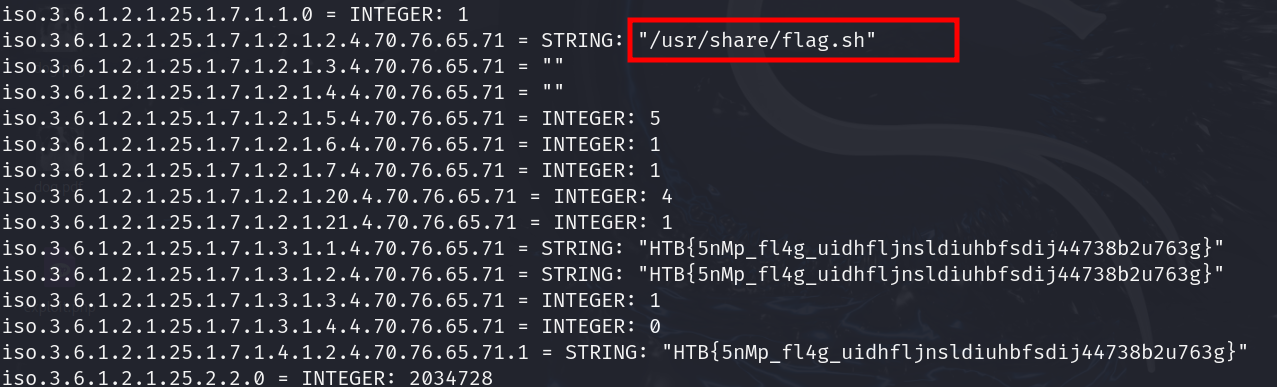 iso.3.6.1.2.1.25.1.7.1.1.0 = INTEGER: 1
iso.3.6.1.2.1.25.1.7.1.2.1.2.4.70.76.65.71 = STRING: "/usr/share/flag.sh"
iso.3.6.1.2.1.25.1.7.1.2.1.3.4.70.76.65.71 = ""
iso.3.6.1.2.1.25.1.7.1.2.1.4.4.70.76.65.71 = ""
iso.3.6.1.2.1.25.1.7.1.2.1.5.4.70.76.65.71 = INTEGER: 5
iso.3.6.1.2.1.25.1.7.1.2.1.6.4.70.76.65.71 = INTEGER: 1
iso.3.6.1.2.1.25.1.7.1.2.1.7.4.70.76.65.71 = INTEGER: 1
iso.3.6.1.2.1.25.1.7.1.2.1.20.4.70.76.65.71 = INTEGER: 4
iso.3.6.1.2.1.25.1.7.1.2.1.21.4.70.76.65.71 = INTEGER: 1
iso.3.6.1.2.1.25.1.7.1.3.1.1.4.70.76.65.71 = STRING: "HTB{5nMp_fl4g_uidhfljnsldiuhbfsdij44738b2u763g}"
iso.3.6.1.2.1.25.1.7.1.3.1.2.4.70.76.65.71 = STRING: "HTB{5nMp_fl4g_uidhfljnsldiuhbfsdij44738b2u763g}"
iso.3.6.1.2.1.25.1.7.1.3.1.3.4.70.76.65.71 = INTEGER: 1
iso.3.6.1.2.1.25.1.7.1.3.1.4.4.70.76.65.71 = INTEGER: 0
iso.3.6.1.2.1.25.1.7.1.4.1.2.4.70.76.65.71.1 = STRING: "HTB{5nMp_fl4g_uidhfljnsldiuhbfsdij44738b2u763g}"
iso.3.6.1.2.1.25.2.2.0 = INTEGER: 2034728